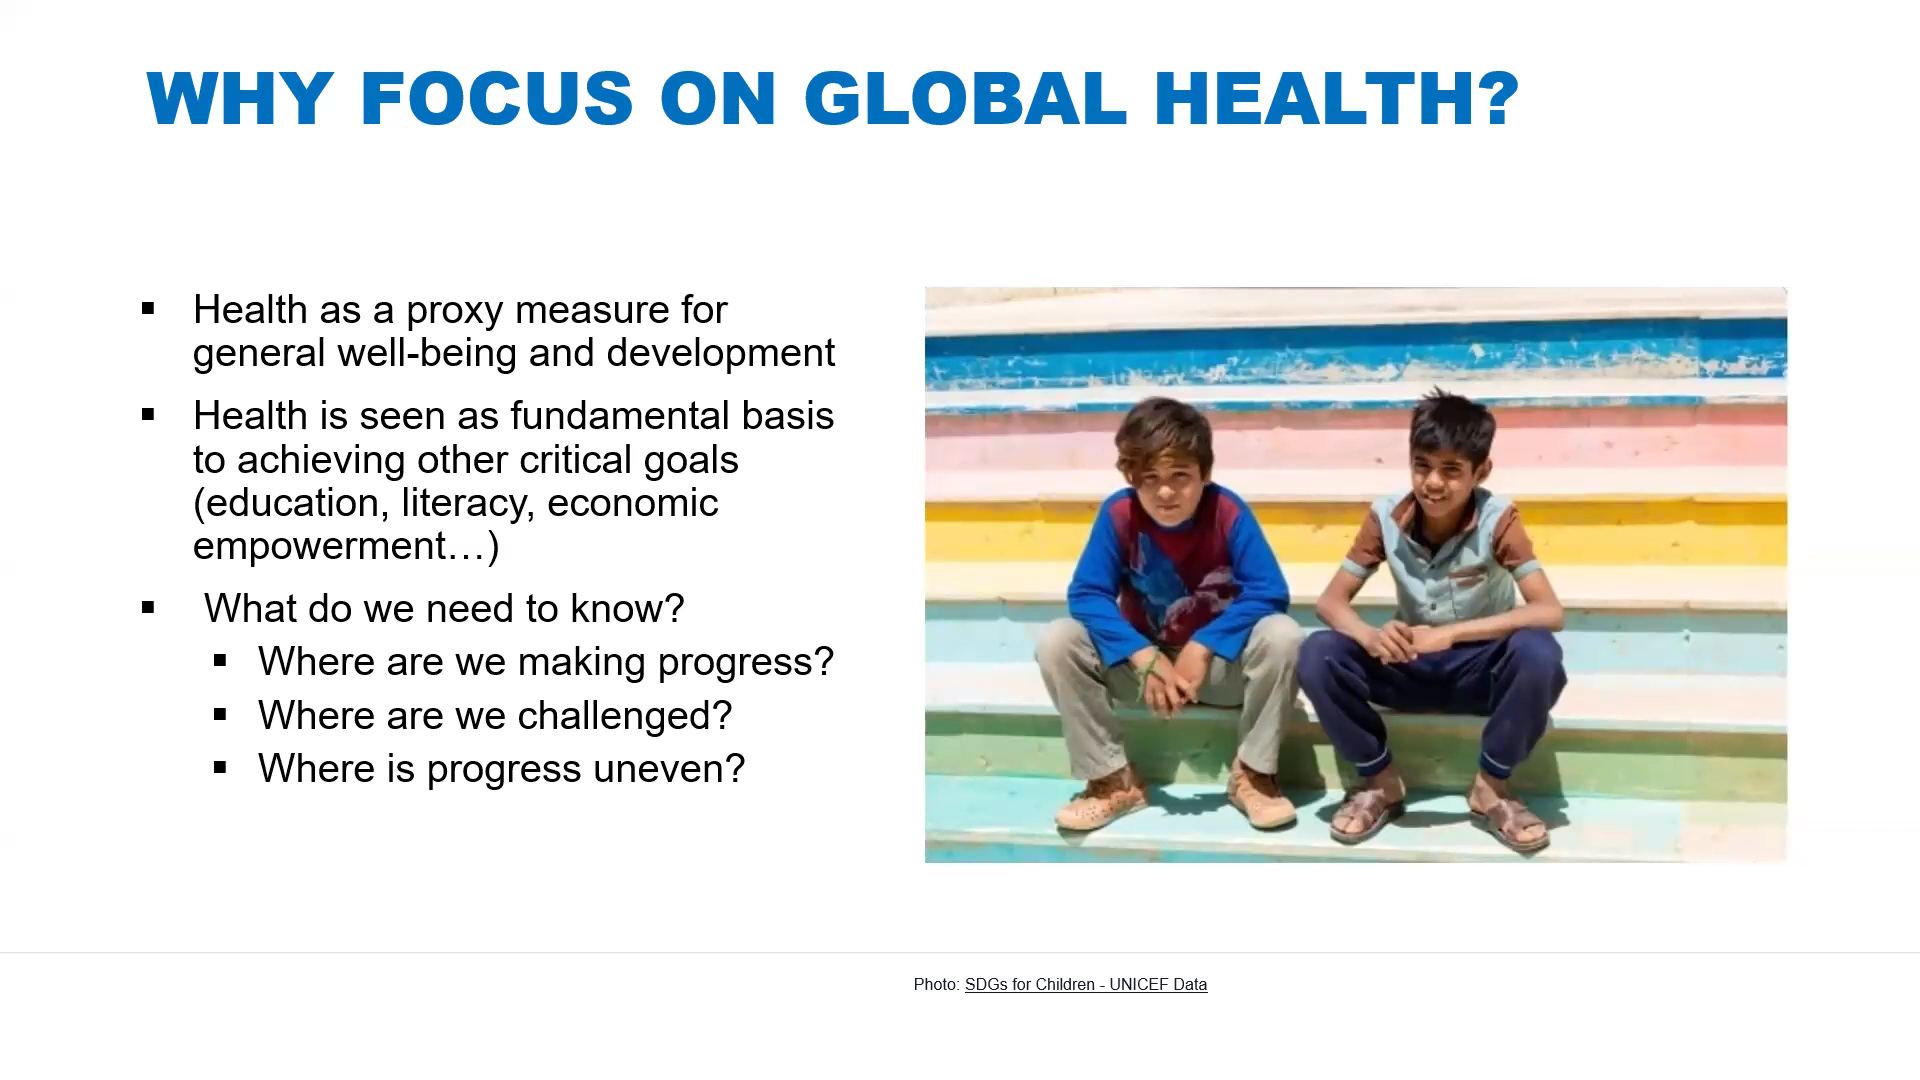 WHY FOCUS ON GLOBAL HEALTH?
▪ Health as a proxy measure for
general well-being and development
▪ Health is seen as fundamental basis
to achieving other critical goals
(education, literacy, economic
empowerment…)
▪ What do we need to know?
▪ Where are we making progress?
▪ Where are we challenged?
▪ Where is progress uneven?
Photo: SDGs for Children - UNICEF Data